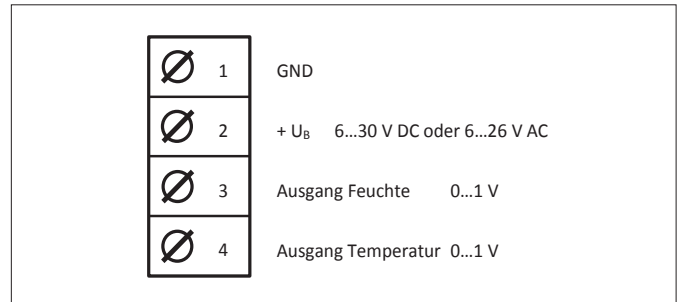 1 GND
2 + UB 6...30 V DC oder 6...26 V AC
3 Ausgang Feuchte 0...1 V
4 Ausgang Temperatur 0...1 V